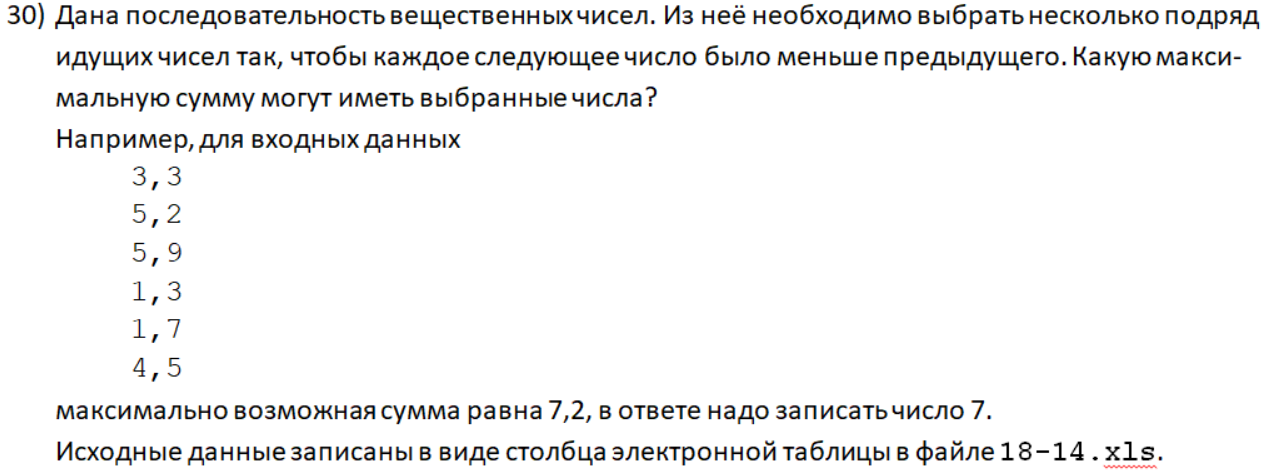 30) Дана последовательность вещественных чисел. Из неё необходимо выбрать несколько подряд
идущих чисел так, чтобы каждое следующее число было меньше предыдущего. Какую макси-
мальную сумму могут иметь выбранные числа?
Например, для входных данных
3,3
5,2
5,9
1,3
1,7
4,5
максимально возможная сумма равна 7,2, в ответе надо записать число 7.
Исходные данные записаны в виде столбца электронной таблицы в файле 18-14.xls.